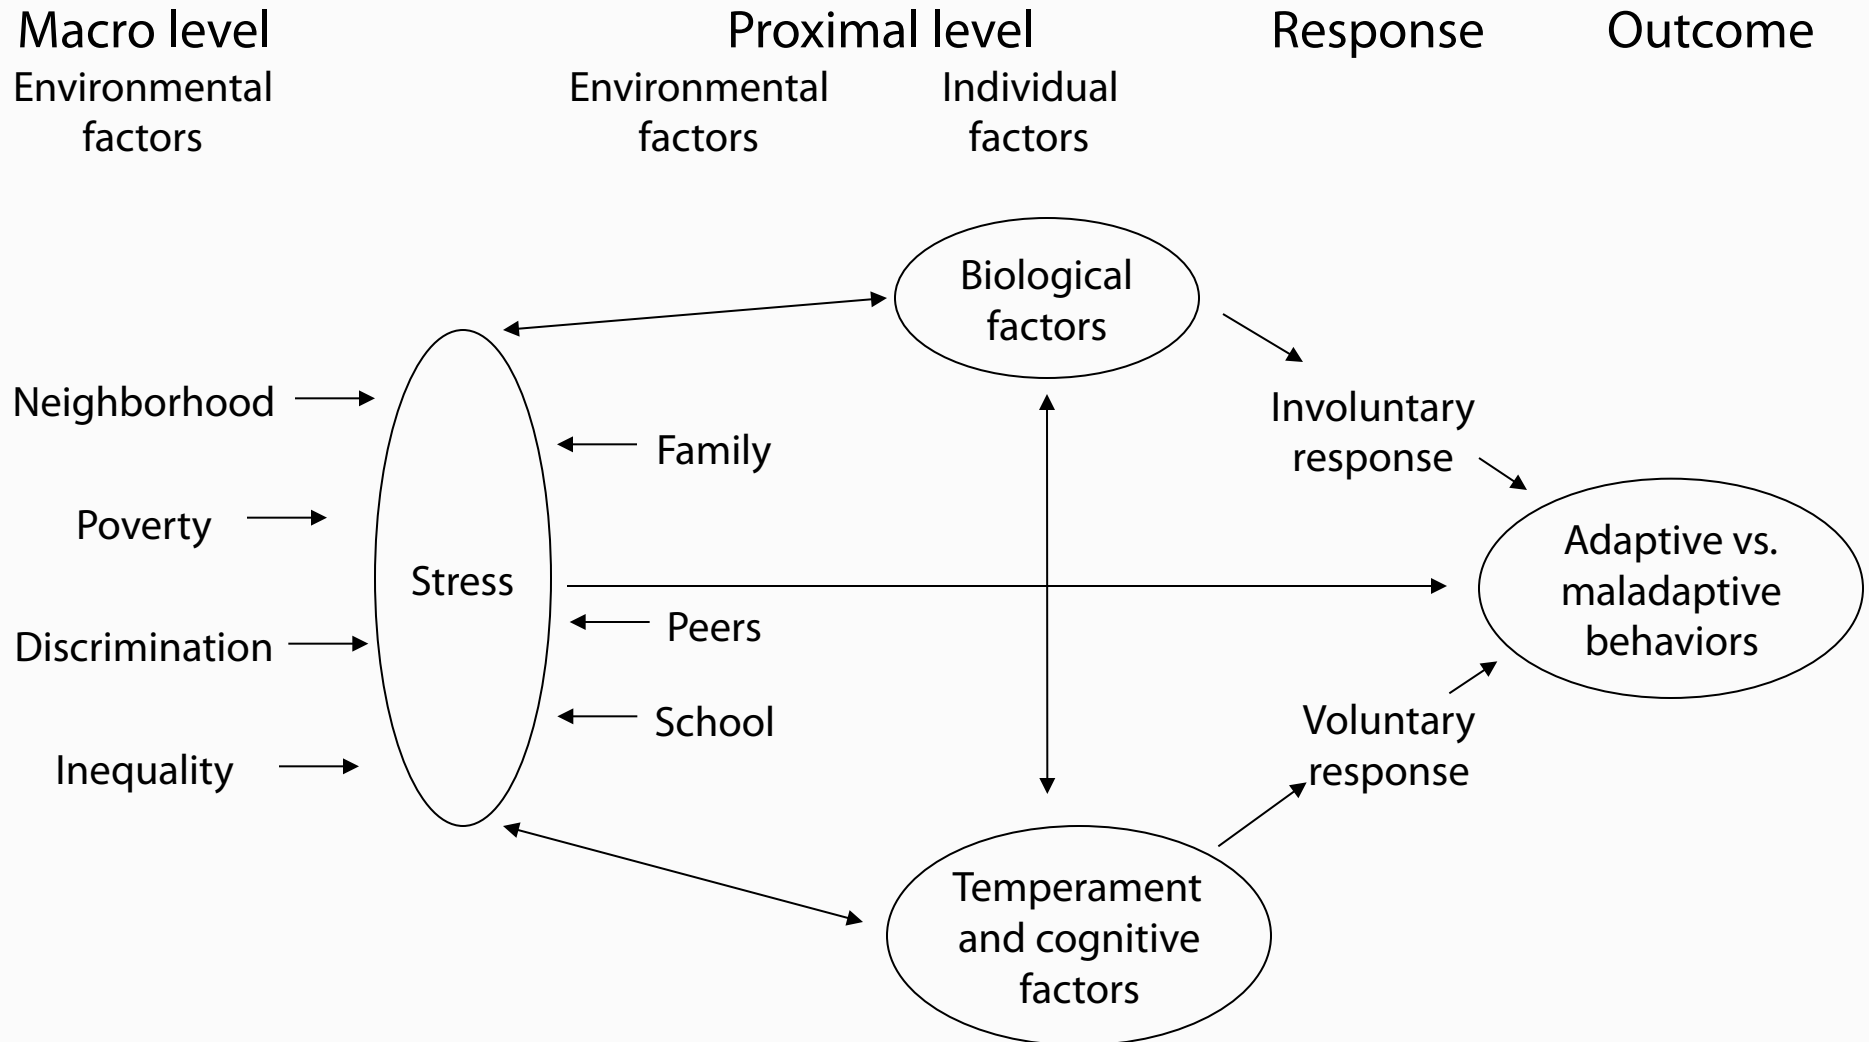 Macro level
Proximal level
Response
Outcome
Environmental
factors
Environmental
factors
Individual
factors
Biological
factors
Neighborhood
Involuntary
response
Family
Poverty
Adaptive vs.
maladaptive
behaviors
Stress
Peers
Discrimination
School
Voluntary
response
Inequality
Temperament
and cognitive
factors